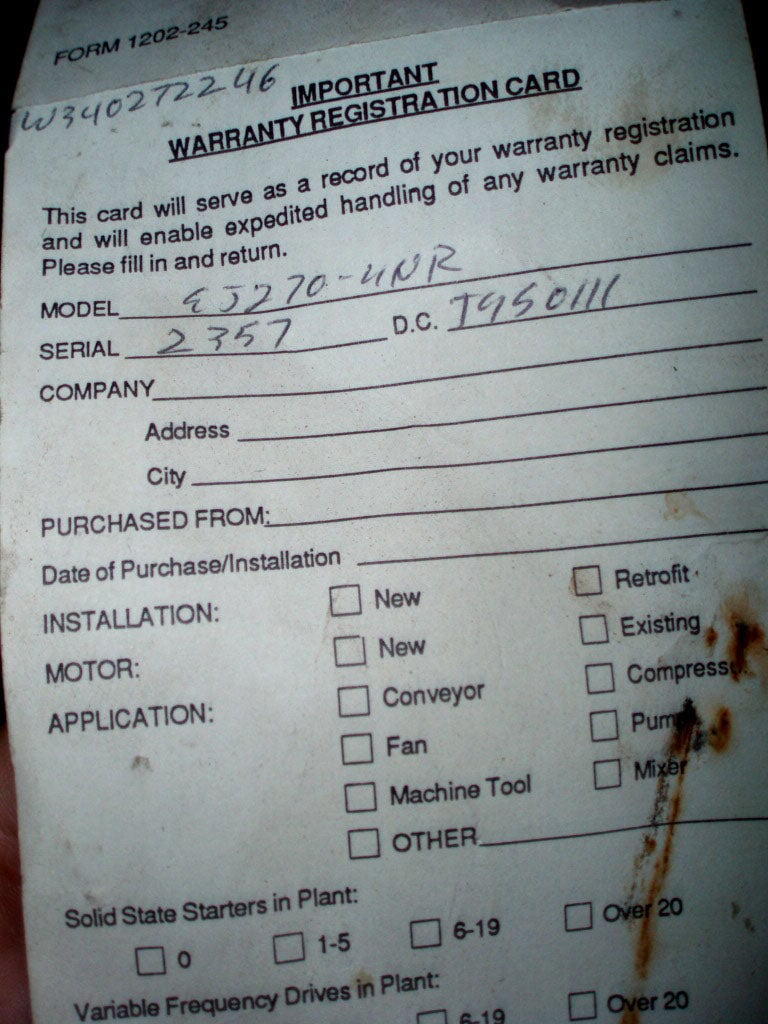 FORM 1202-245
W340272246
IMPORTANT
WARRANTY REGISTRATION CARD
This card will serve as a record of your warranty registration
and will enable expedited handling of any warranty claims.
Please fill in and return.
MODEL EJ270-4NR
SERIAL 2357 D.C. I950111
COMPANY
Address
City
PURCHASED FROM:
Date of Purchase/Installation
INSTALLATION: New Retrofit
MOTOR: New Existing
APPLICATION: Conveyor Compress
Fan Pump
Machine Tool Mixer
OTHER
Solid State Starters in Plant:
0 1-5 6-19 Over 20
Variable Frequency Drives in Plant:
6-19 Over 20